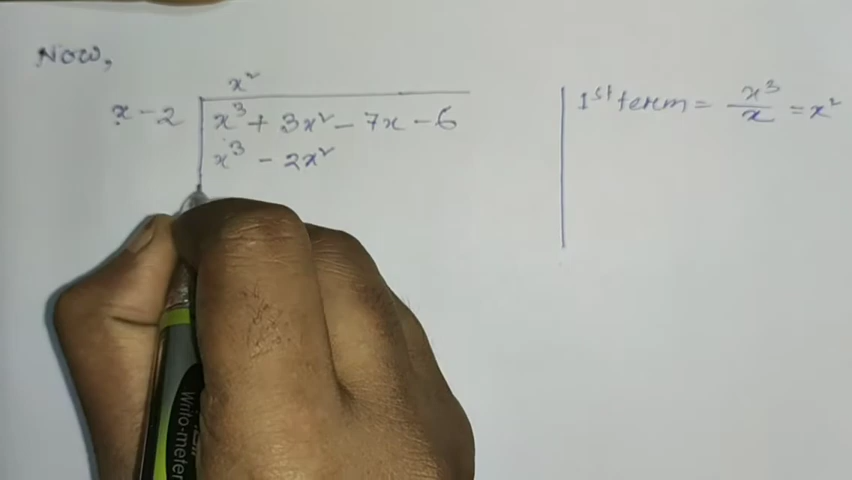 Now,
x²
x - 2 x³ + 3x² - 7x - 6
x³ - 2x²
1st term = x³/x = x²
Writo-meter